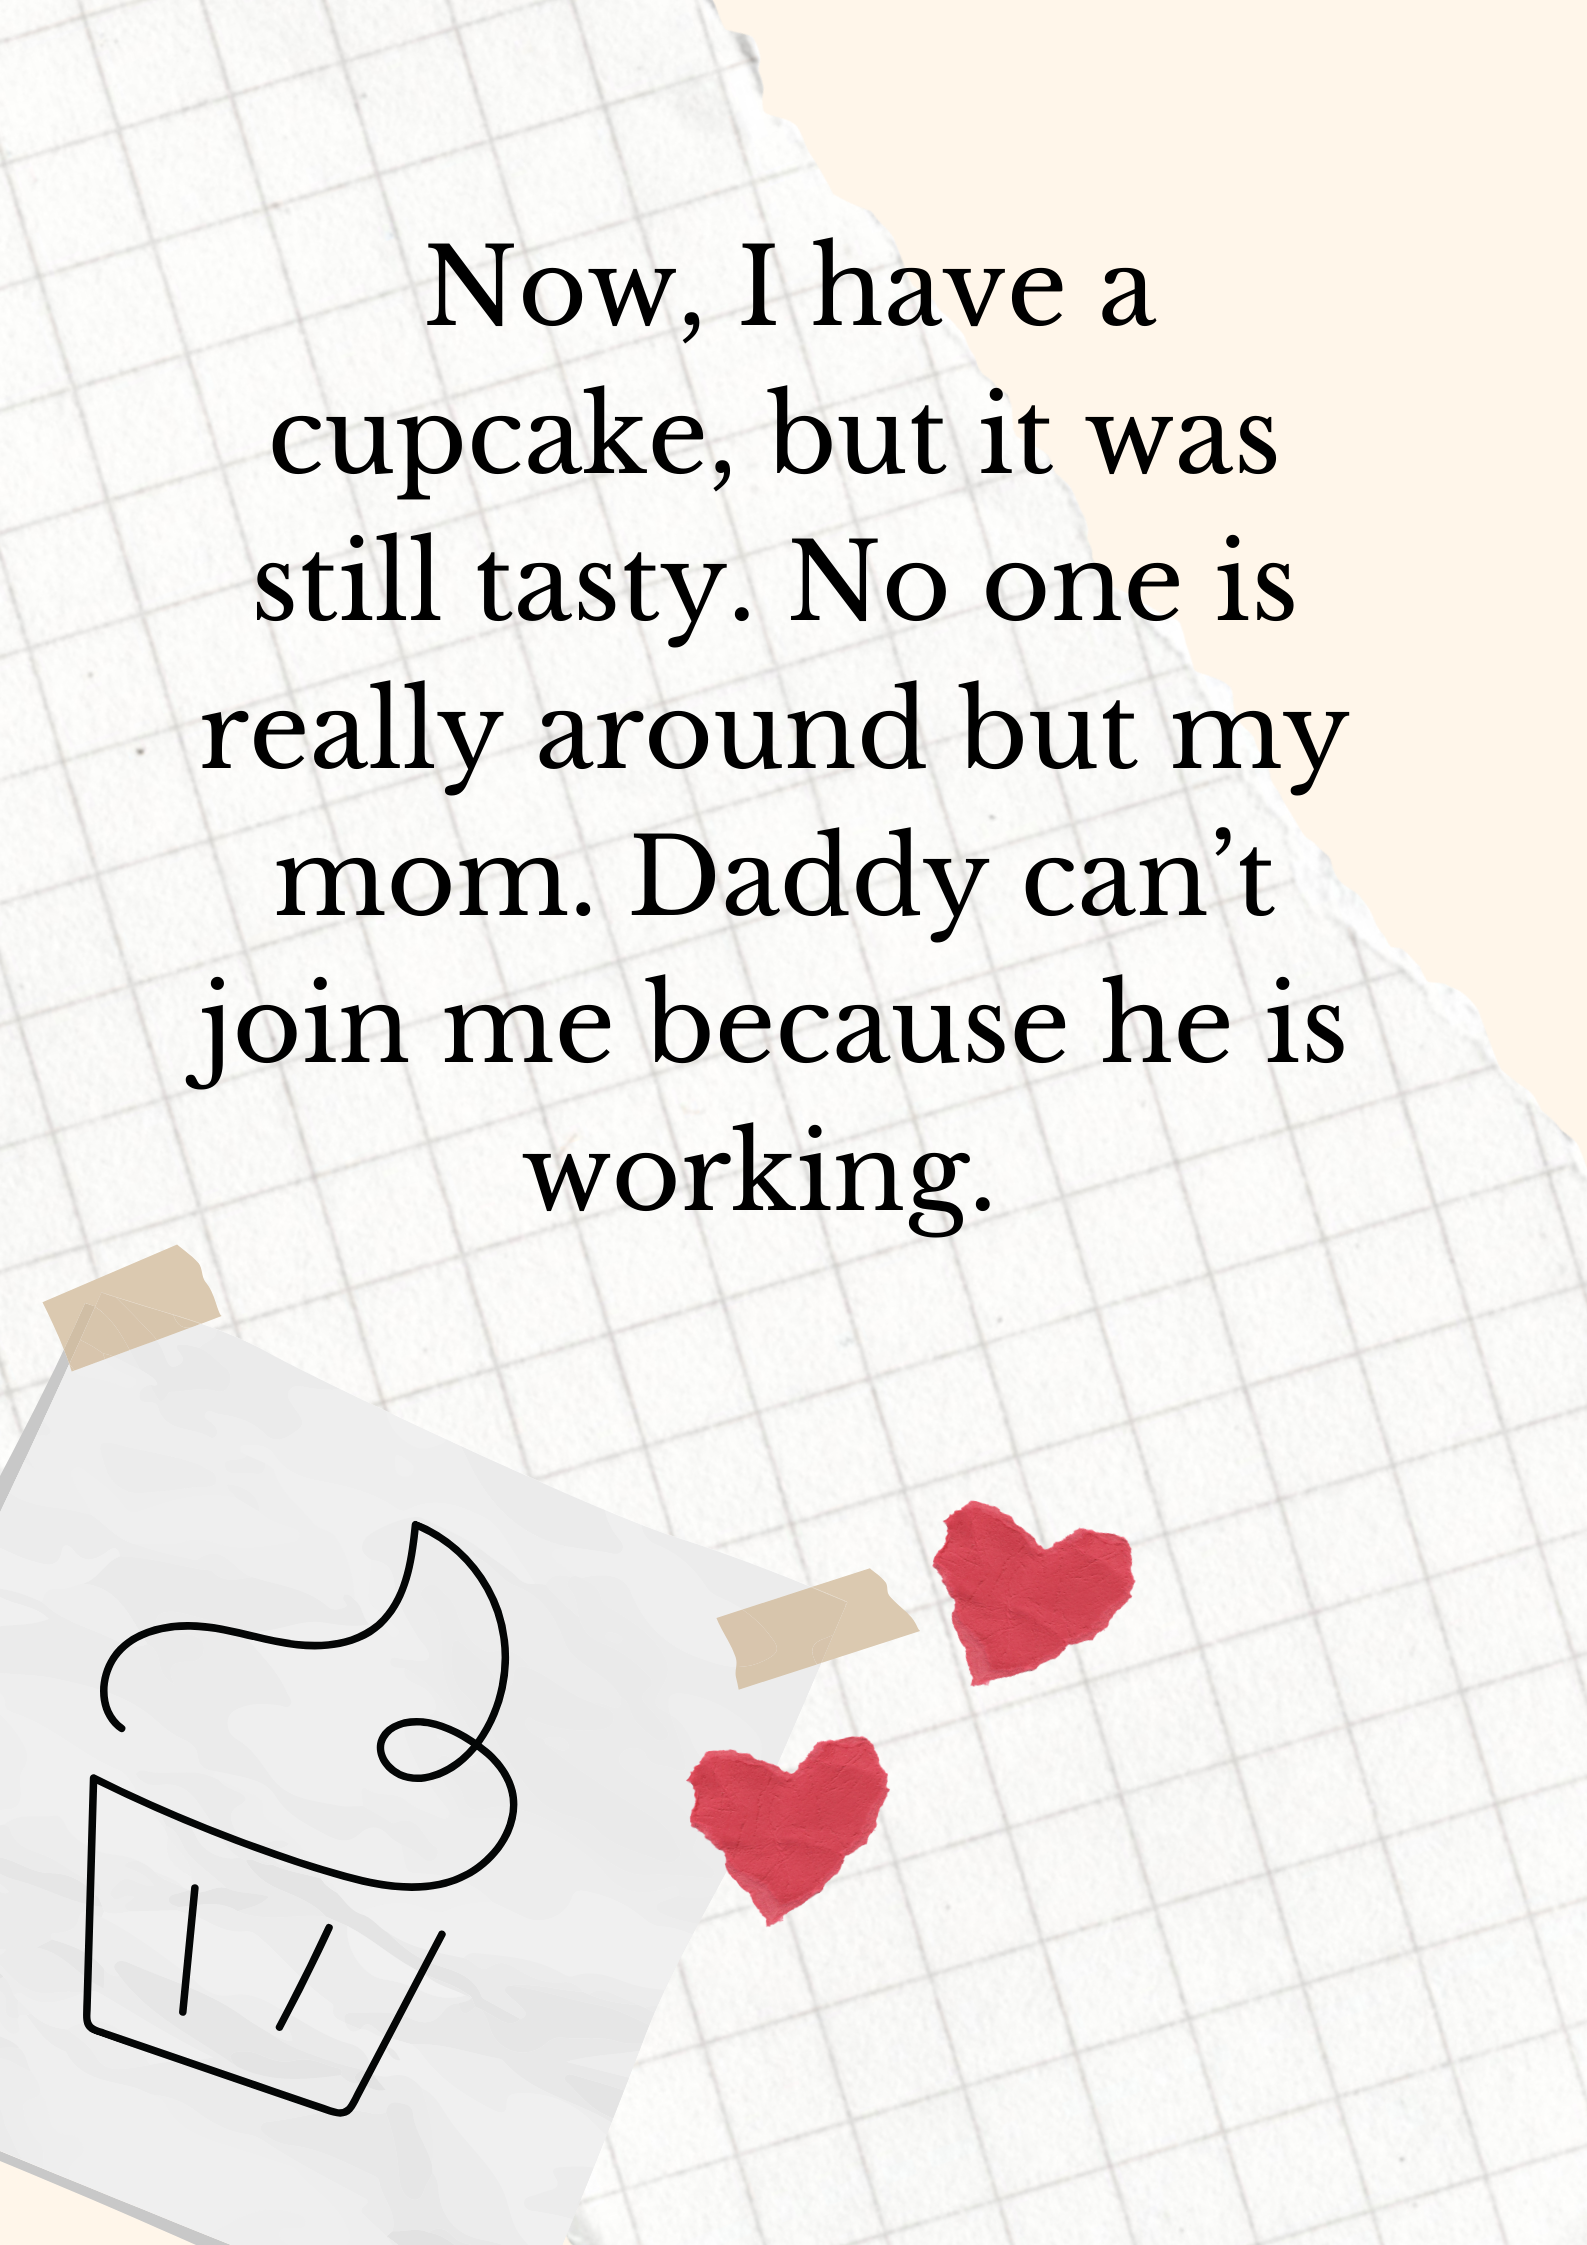 Now, I have a
cupcake, but it was
still tasty. No one is
really around but my
mom. Daddy can’t
join me because he is
working.